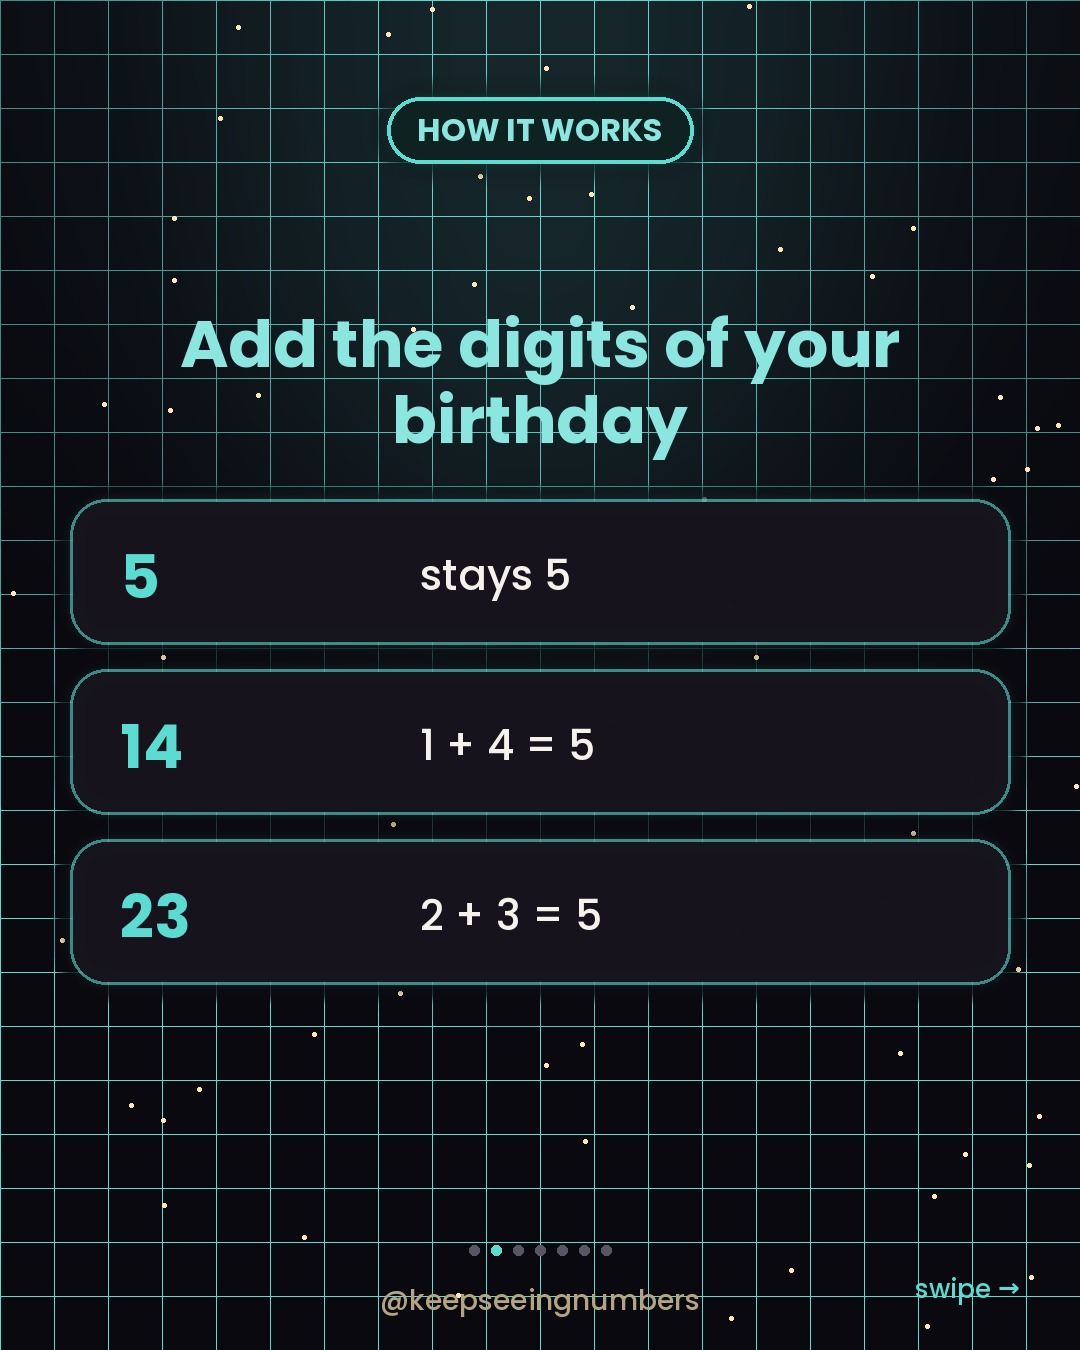 HOW IT WORKS
Add the digits of your
birthday
5 stays 5
14 1 + 4 = 5
23 2 + 3 = 5
@keepseeingnumbers
swipe →